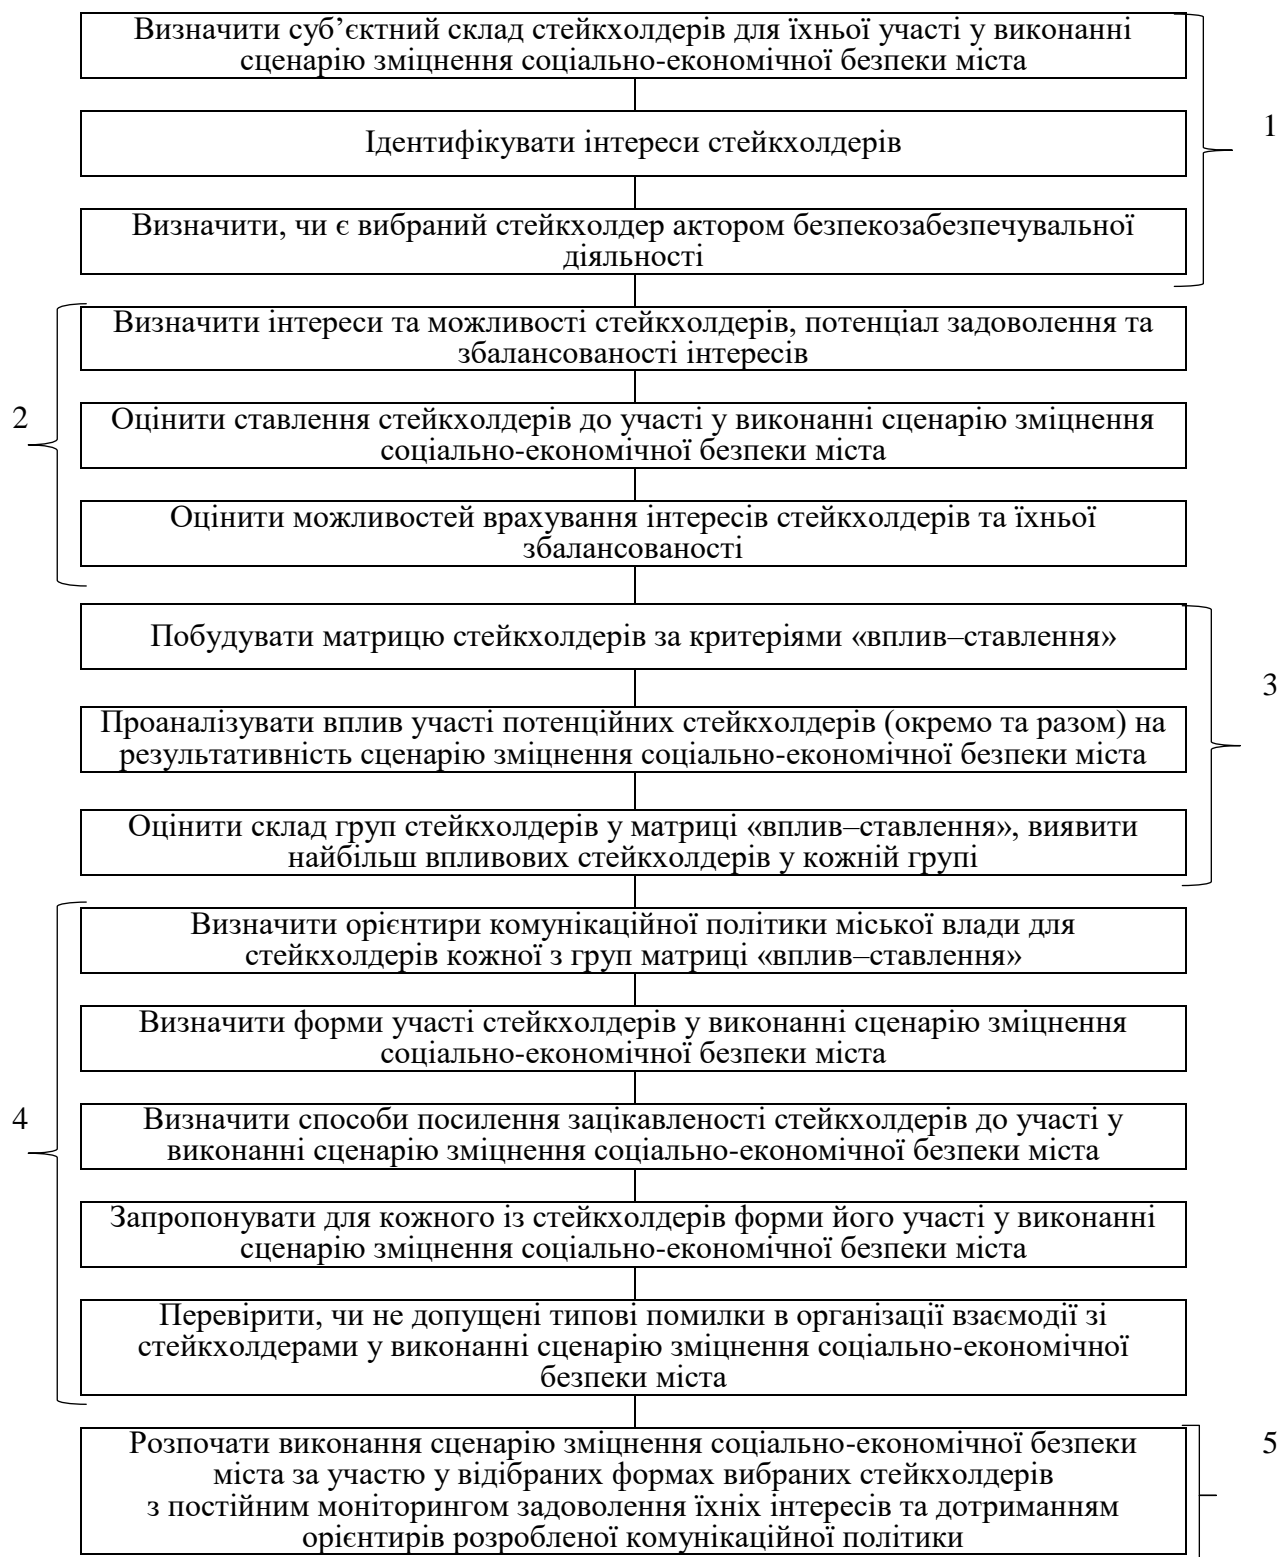 Визначити суб’єктний склад стейкхолдерів для їхньої участі у виконанні
сценарію зміцнення соціально-економічної безпеки міста
1
Ідентифікувати інтереси стейкхолдерів
Визначити, чи є вибраний стейкхолдер актором безпекозабезпечувальної
діяльності
Визначити інтереси та можливості стейкхолдерів, потенціал задоволення та
збалансованості інтересів
2
Оцінити ставлення стейкхолдерів до участі у виконанні сценарію зміцнення
соціально-економічної безпеки міста
Оцінити можливостей врахування інтересів стейкхолдерів та їхньої
збалансованості
Побудувати матрицю стейкхолдерів за критеріями «вплив–ставлення»
3
Проаналізувати вплив участі потенційних стейкхолдерів (окремо та разом) на
результативність сценарію зміцнення соціально-економічної безпеки міста
Оцінити склад груп стейкхолдерів у матриці «вплив–ставлення», виявити
найбільш впливових стейкхолдерів у кожній групі
Визначити орієнтири комунікаційної політики міської влади для
стейкхолдерів кожної з груп матриці «вплив–ставлення»
Визначити форми участі стейкхолдерів у виконанні сценарію зміцнення
соціально-економічної безпеки міста
4
Визначити способи посилення зацікавленості стейкхолдерів до участі у
виконанні сценарію зміцнення соціально-економічної безпеки міста
Запропонувати для кожного із стейкхолдерів форми його участі у виконанні
сценарію зміцнення соціально-економічної безпеки міста
Перевірити, чи не допущені типові помилки в організації взаємодії зі
стейкхолдерами у виконанні сценарію зміцнення соціально-економічної
безпеки міста
Розпочати виконання сценарію зміцнення соціально-економічної безпеки
міста за участю у відібраних формах вибраних стейкхолдерів
з постійним моніторингом задоволення їхніх інтересів та дотриманням
орієнтирів розробленої комунікаційної політики
5